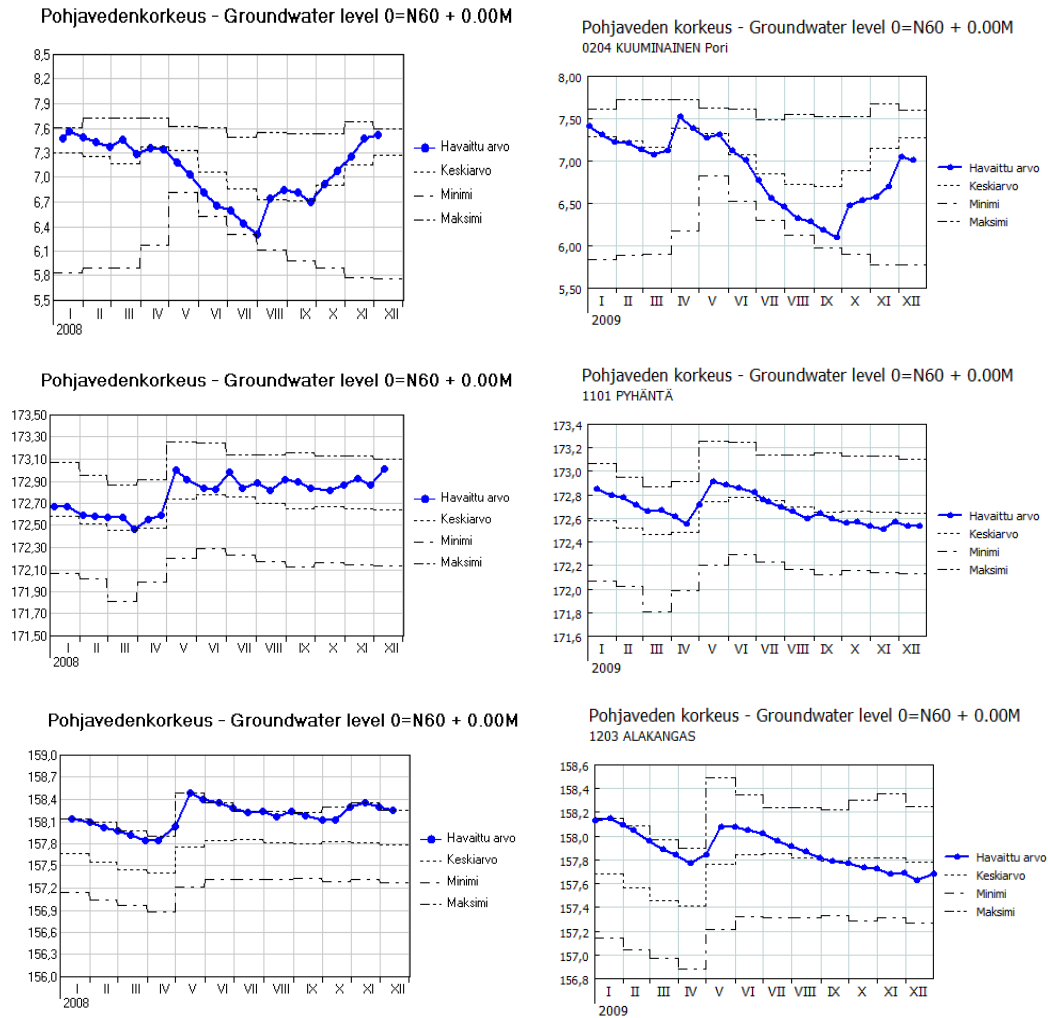 Pohjavedenkorkeus - Groundwater level 0=N60 + 0.00M
8,5
8,2
7,9
7,6
7,3
7,0
6,7
6,4
6,1
5,8
5,5
I II III IV V VI VII VIII IX X XI XII
2008
Havaittu arvo
Keskiarvo
Minimi
Maksimi
Pohjaveden korkeus - Groundwater level 0=N60 + 0.00M
0204 KUUMINAINEN Pori
8,00
7,50
7,00
6,50
6,00
5,50
I II III IV V VI VII VIII IX X XI XII
2009
Havaittu arvo
Keskiarvo
Minimi
Maksimi
Pohjavedenkorkeus - Groundwater level 0=N60 + 0.00M
173,50
173,30
173,10
172,90
172,70
172,50
172,30
172,10
171,90
171,70
171,50
I II III IV V VI VII VIII IX X XI XII
2008
Havaittu arvo
Keskiarvo
Minimi
Maksimi
Pohjaveden korkeus - Groundwater level 0=N60 + 0.00M
1101 PYHÄNTÄ
173,4
173,2
173,0
172,8
172,6
172,4
172,2
172,0
171,8
171,6
I II III IV V VI VII VIII IX X XI XII
2009
Havaittu arvo
Keskiarvo
Minimi
Maksimi
Pohjavedenkorkeus - Groundwater level 0=N60 + 0.00M
159,0
158,7
158,4
158,1
157,8
157,5
157,2
156,9
156,6
156,3
156,0
I II III IV V VI VII VIII IX X XI XII
2008
Havaittu arvo
Keskiarvo
Minimi
Maksimi
Pohjaveden korkeus - Groundwater level 0=N60 + 0.00M
1203 ALAKANGAS
158,6
158,4
158,2
158,0
157,8
157,6
157,4
157,2
157,0
156,8
I II III IV V VI VII VIII IX X XI XII
2009
Havaittu arvo
Keskiarvo
Minimi
Maksimi